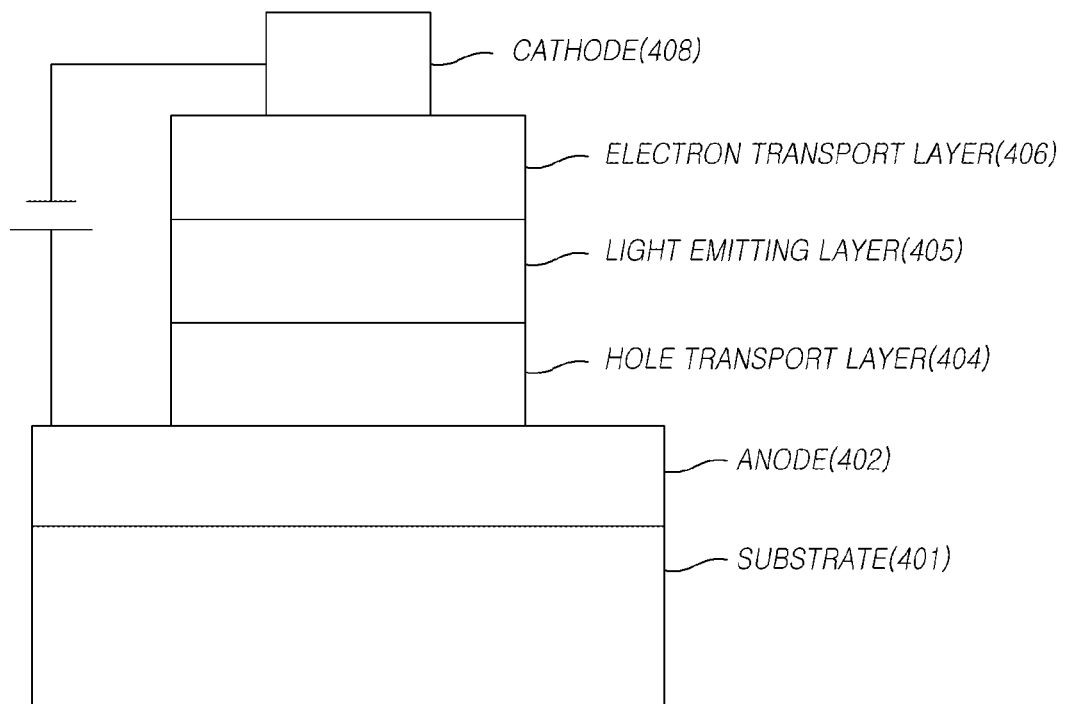 CATHODE(408)
ELECTRON TRANSPORT LAYER(406)
LIGHT EMITTING LAYER(405)
HOLE TRANSPORT LAYER(404)
ANODE(402)
SUBSTRATE(401)